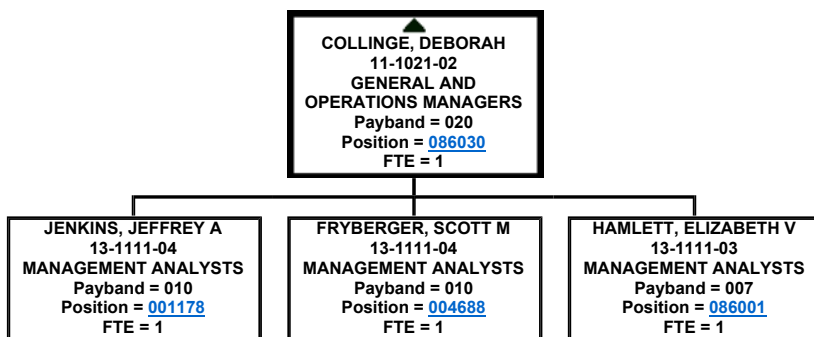 COLLINGE, DEBORAH
11-1021-02
GENERAL AND
OPERATIONS MANAGERS
Payband = 020
Position = 086030
FTE = 1
JENKINS, JEFFREY A
13-1111-04
MANAGEMENT ANALYSTS
Payband = 010
Position = 001178
FTE = 1
FRYBERGER, SCOTT M
13-1111-04
MANAGEMENT ANALYSTS
Payband = 010
Position = 004688
FTE = 1
HAMLETT, ELIZABETH V
13-1111-03
MANAGEMENT ANALYSTS
Payband = 007
Position = 086001
FTE = 1